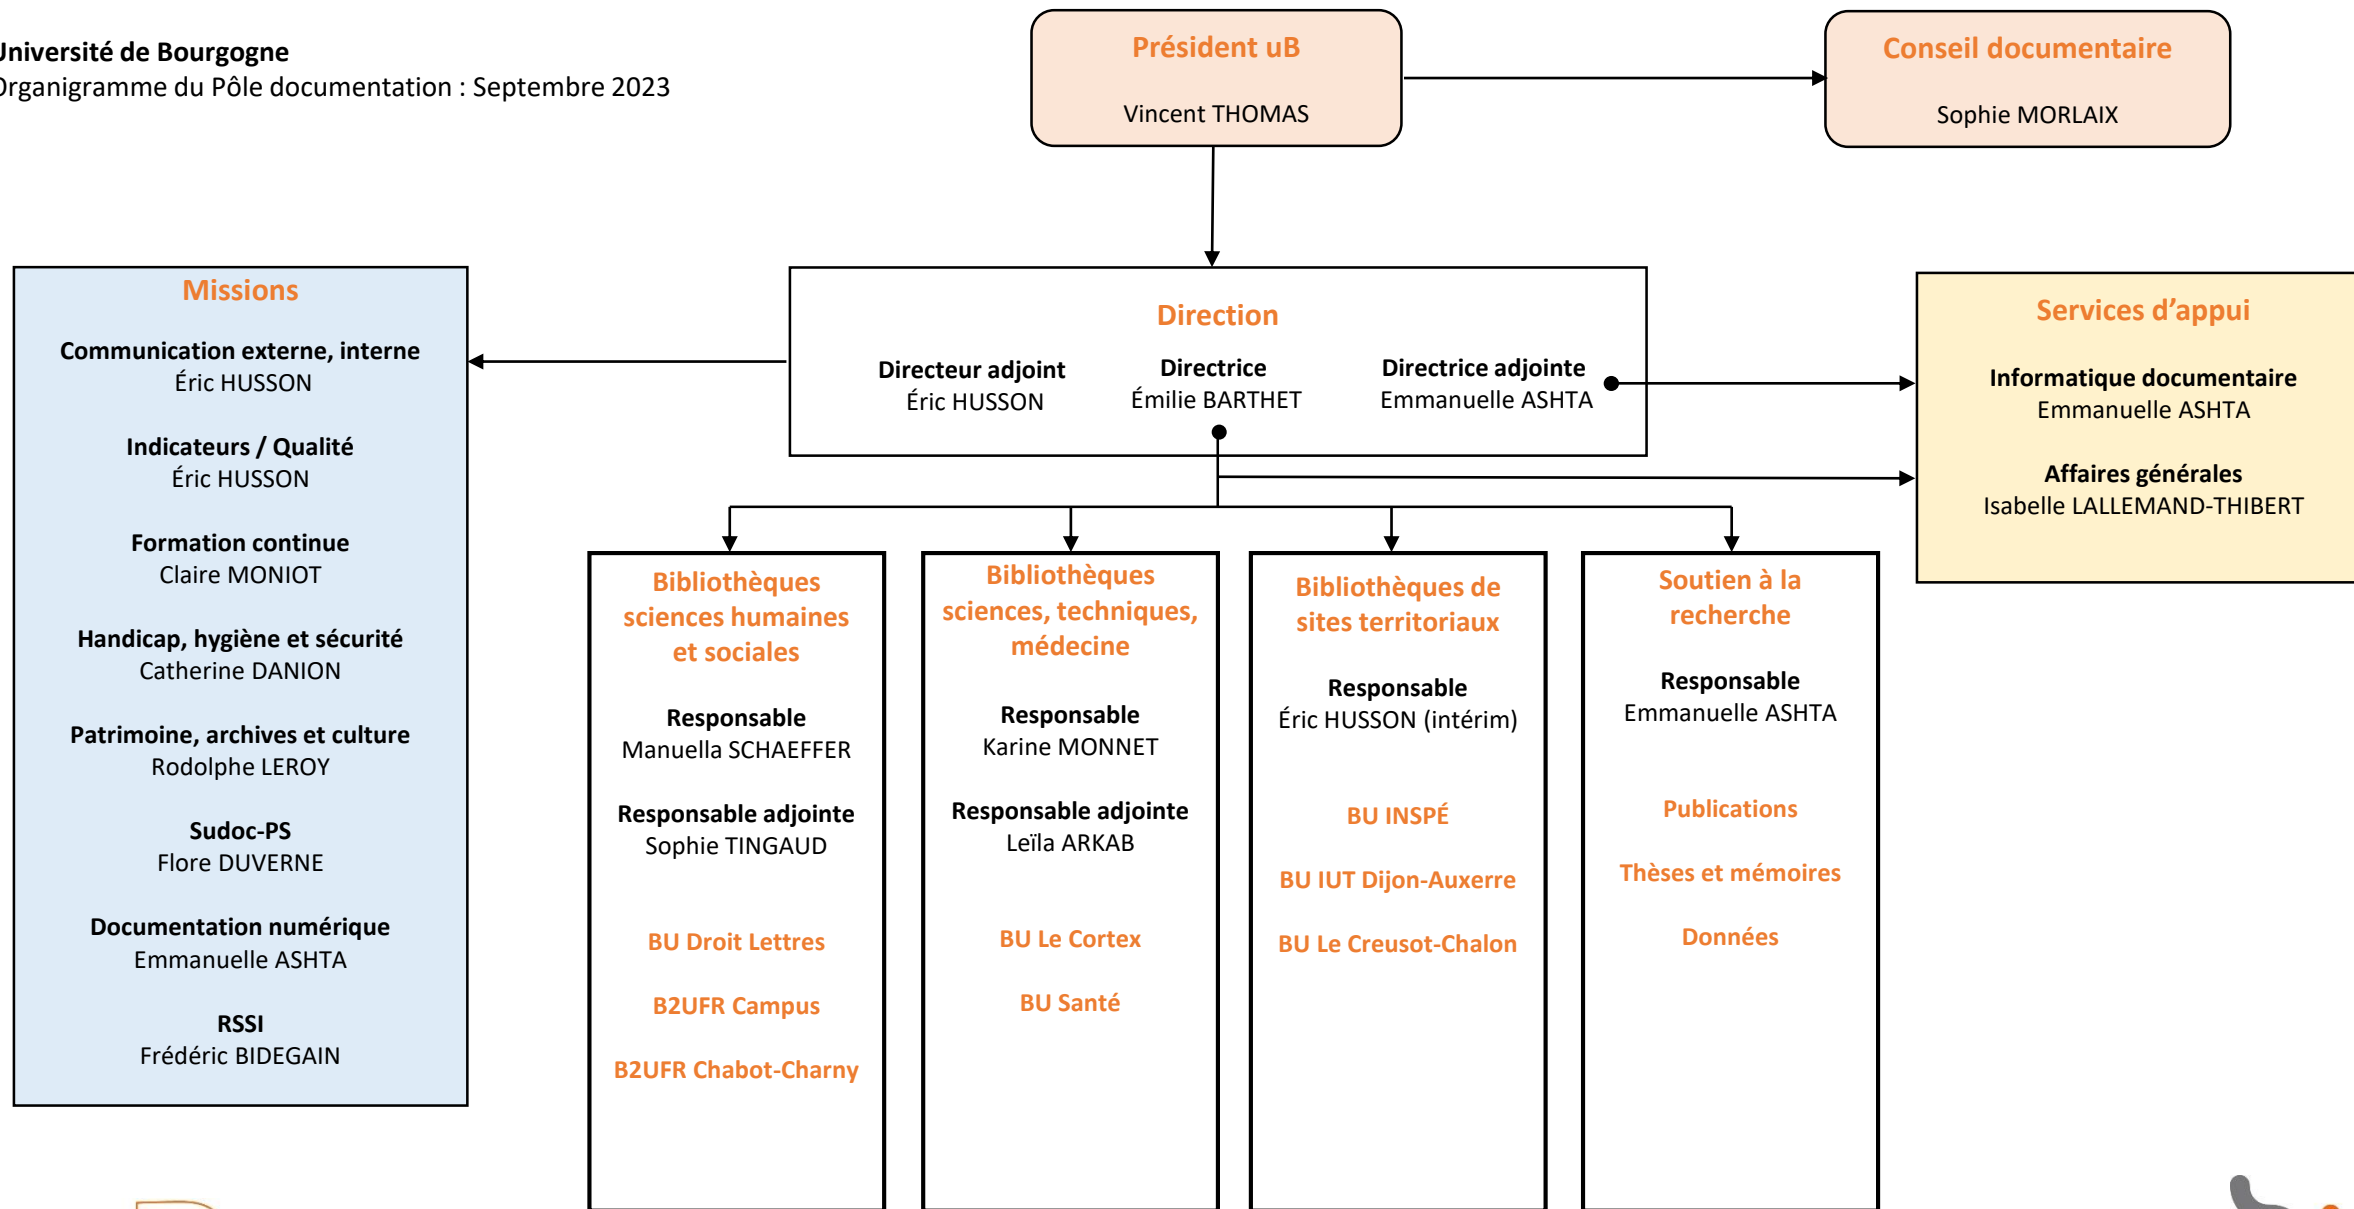 Université de Bourgogne
Organigramme du Pôle documentation : Septembre 2023
Président uB
Vincent THOMAS
Conseil documentaire
Sophie MORLAIX
Missions
Communication externe, interne
Éric HUSSON
Indicateurs / Qualité
Éric HUSSON
Formation continue
Claire MONIOT
Handicap, hygiène et sécurité
Catherine DANION
Patrimoine, archives et culture
Rodolphe LEROY
Sudoc-PS
Flore DUVERNE
Documentation numérique
Emmanuelle ASHTA
RSSI
Frédéric BIDEGAIN
Direction
Directeur adjoint
Éric HUSSON
Directrice
Émilie BARTHET
Directrice adjointe
Emmanuelle ASHTA
Services d’appui
Informatique documentaire
Emmanuelle ASHTA
Affaires générales
Isabelle LALLEMAND-THIBERT
Bibliothèques
sciences humaines
et sociales
Responsable
Manuella SCHAEFFER
Responsable adjointe
Sophie TINGAUD
BU Droit Lettres
B2UFR Campus
B2UFR Chabot-Charny
Bibliothèques
sciences, techniques,
médecine
Responsable
Karine MONNET
Responsable adjointe
Leïla ARKAB
BU Le Cortex
BU Santé
Bibliothèques de
sites territoriaux
Responsable
Éric HUSSON (intérim)
BU INSPÉ
BU IUT Dijon-Auxerre
BU Le Creusot-Chalon
Soutien à la
recherche
Responsable
Emmanuelle ASHTA
Publications
Thèses et mémoires
Données